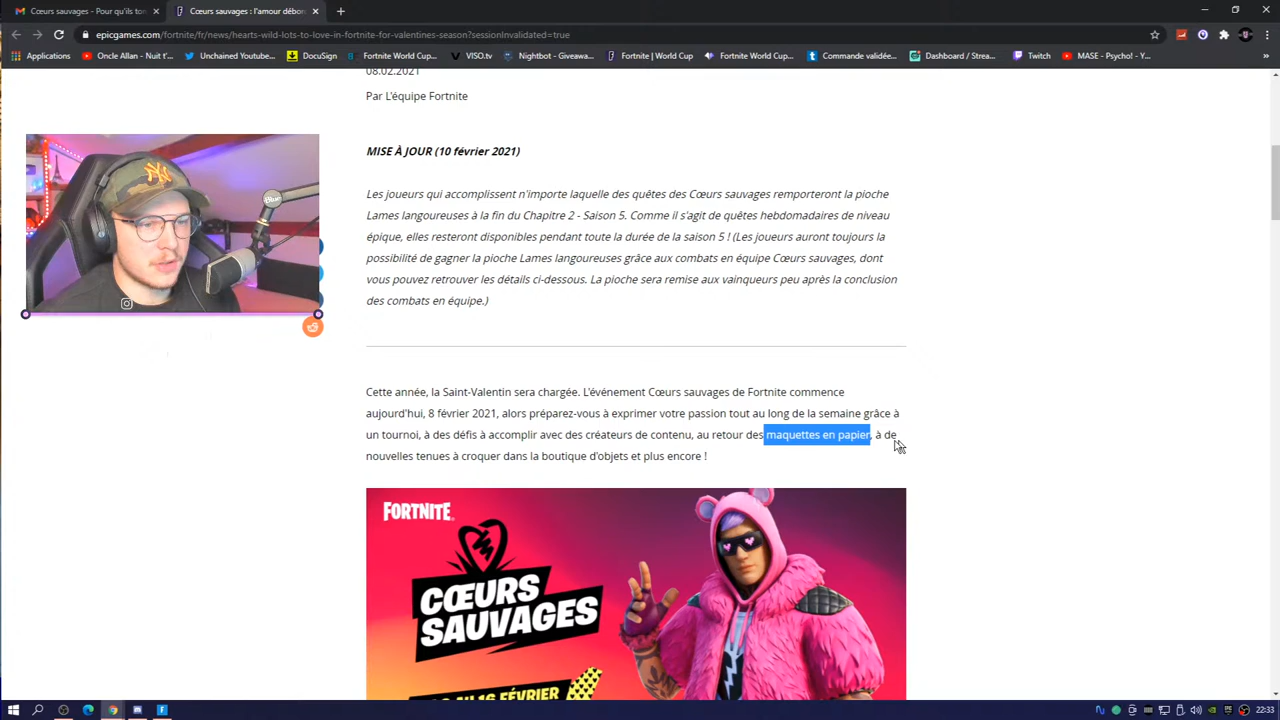 Cœurs sauvages - Pour qu'ils ton
Cœurs sauvages : l'amour débor
epicgames.com/fortnite/fr/news/hearts-wild-lots-to-love-in-fortnite-for-valentines-season?sessionInvalidated=true
Applications Oncle Allan - Nuit t'... Unchained Youtube... DocuSign Fortnite World Cup... VISO.tv Nightbot - Giveawa... Fortnite | World Cup Fortnite World Cup... Commande validée... Dashboard / Strea... Twitch MASE - Psycho! - Y... »
08.02.2021
Par L'équipe Fortnite
MISE À JOUR (10 février 2021)
Les joueurs qui accomplissent n'importe laquelle des quêtes des Cœurs sauvages remporteront la pioche
Lames langoureuses à la fin du Chapitre 2 - Saison 5. Comme il s'agit de quêtes hebdomadaires de niveau
épique, elles resteront disponibles pendant toute la durée de la saison 5 ! (Les joueurs auront toujours la
possibilité de gagner la pioche Lames langoureuses grâce aux combats en équipe Cœurs sauvages, dont
vous pouvez retrouver les détails ci-dessous. La pioche sera remise aux vainqueurs peu après la conclusion
des combats en équipe.)
Cette année, la Saint-Valentin sera chargée. L'événement Cœurs sauvages de Fortnite commence
aujourd'hui, 8 février 2021, alors préparez-vous à exprimer votre passion tout au long de la semaine grâce à
un tournoi, à des défis à accomplir avec des créateurs de contenu, au retour des maquettes en papier, à de
nouvelles tenues à croquer dans la boutique d'objets et plus encore !
FORTNITE
CŒURS
SAUVAGES
AU 16 FÉVRIER
22:33